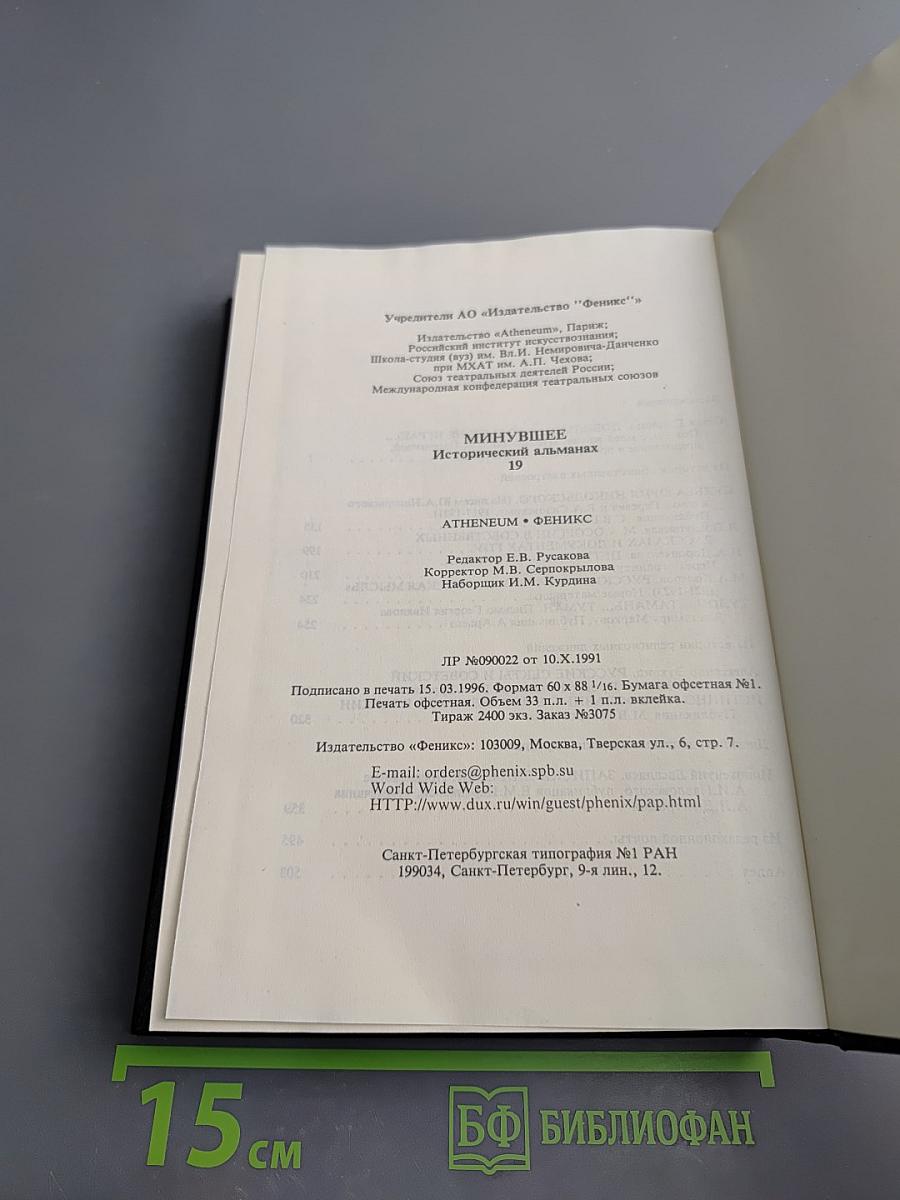 Учредители АО «Издательство "Феникс"»
Издательство «Atheneum», Париж;
Российский институт искусствознания;
Школа-студия (вуз) им. Вл.И. Немировича-Данченко
при МХАТ им. А.П. Чехова;
Союз театральных деятелей России;
Международная конфедерация театральных союзов
МИНУВШЕЕ
Исторический альманах
19
ATHENEUM • ФЕНИКС
Редактор Е.В. Русакова
Корректор М.В. Серпокрылова
Наборщик И.М. Курдина
ЛР №090022 от 10.X.1991
Подписано в печать 15. 03.1996. Формат 60 х 88 1/16. Бумага офсетная №1.
Печать офсетная. Объем 33 п.л. + 1 п.л. вклейка.
Тираж 2400 экз. Заказ №3075
Издательство «Феникс»: 103009, Москва, Тверская ул., 6, стр. 7.
E-mail: orders@phenix.spb.su
World Wide Web:
HTTP://www.dux.ru/win/guest/phenix/pap.html
Санкт-Петербургская типография №1 РАН
199034, Санкт-Петербург, 9-я лин., 12.
15 см
БФ БИБЛИОФАН